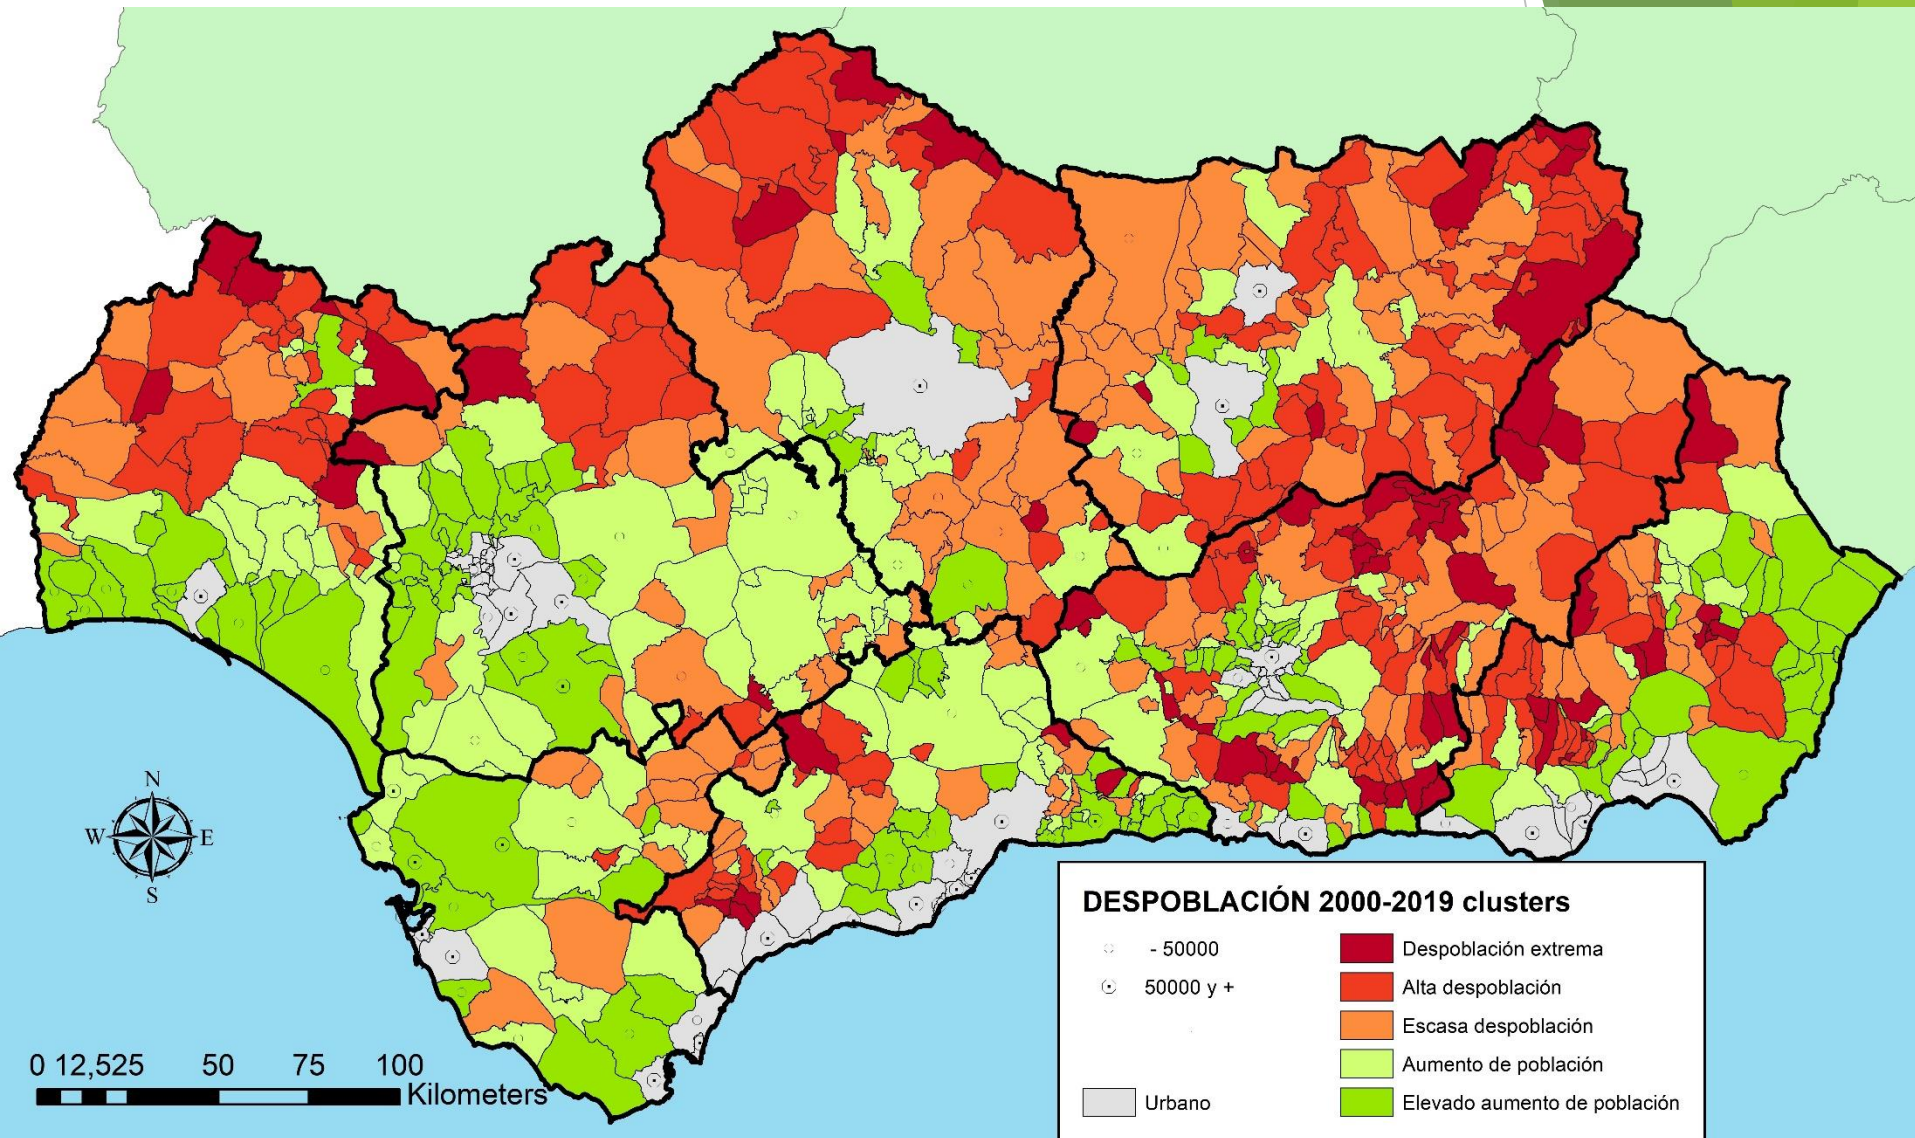 N
W E
S
0 12,525 50 75 100
Kilometers
DESPOBLACIÓN 2000-2019 clusters
- 50000
50000 y +
Urbano
Despoblación extrema
Alta despoblación
Escasa despoblación
Aumento de población
Elevado aumento de población